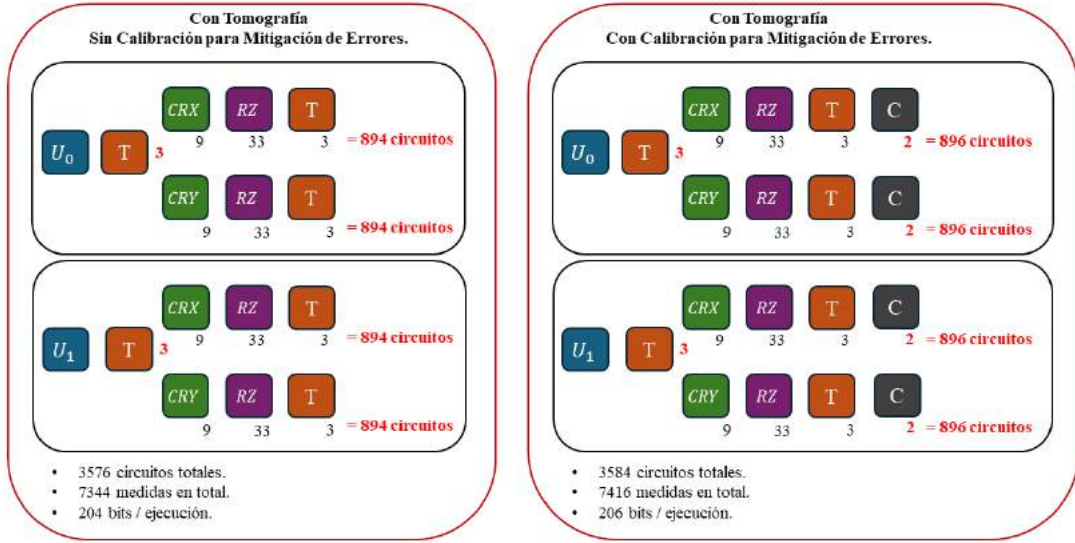 Con Tomografía
Sin Calibración para Mitigación de Errores.
CRX RZ T
9 33 3 = 894 circuitos
U₀ T 3
CRY RZ T
9 33 3 = 894 circuitos
CRX RZ T
9 33 3 = 894 circuitos
U₁ T 3
CRY RZ T
9 33 3 = 894 circuitos
• 3576 circuitos totales.
• 7344 medidas en total.
• 204 bits / ejecución.
Con Tomografía
Con Calibración para Mitigación de Errores.
CRX RZ T C
9 33 3 2 = 896 circuitos
U₀ T 3
CRY RZ T C
9 33 3 2 = 896 circuitos
CRX RZ T C
9 33 3 2 = 896 circuitos
U₁ T 3
CRY RZ T C
9 33 3 2 = 896 circuitos
• 3584 circuitos totales.
• 7416 medidas en total.
• 206 bits / ejecución.